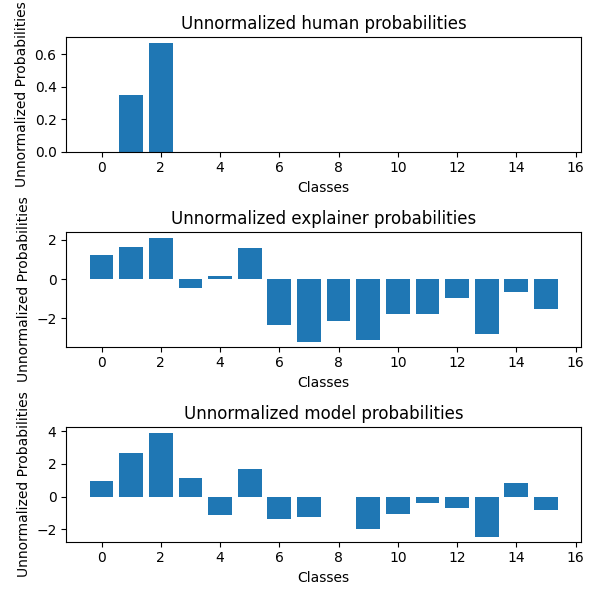 Unnormalized human probabilities
Unnormalized Probabilities
0.6
0.4
0.2
0.0
0 2 4 6 8 10 12 14 16
Classes
Unnormalized explainer probabilities
Unnormalized Probabilities
2
0
−2
0 2 4 6 8 10 12 14 16
Classes
Unnormalized model probabilities
Unnormalized Probabilities
4
2
0
−2
0 2 4 6 8 10 12 14 16
Classes